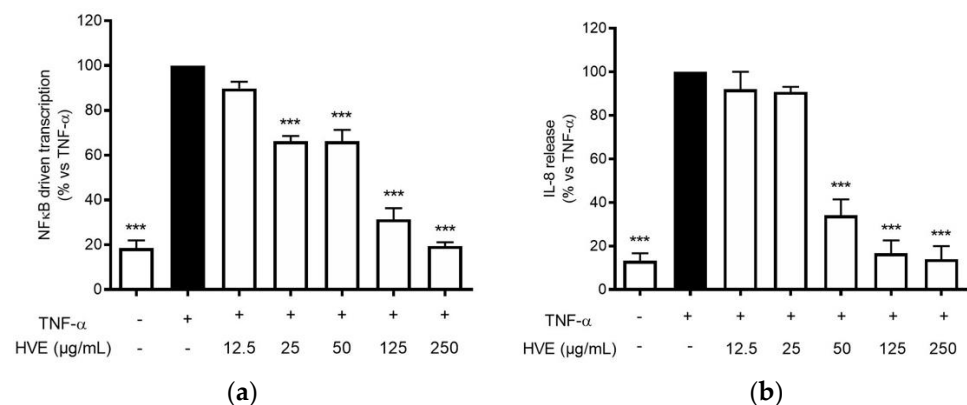 120
100
80
60
40
20
0
NFκB driven transcription
(% vs TNF-α)
***
***
***
***
***
TNF-α - + + + + + +
HVE (µg/mL) - - 12.5 25 50 125 250
(a)
120
100
80
60
40
20
0
IL-8 release
(% vs TNF-α)
***
***
***
***
TNF-α - + + + + + +
HVE (µg/mL) - - 12.5 25 50 125 250
(b)